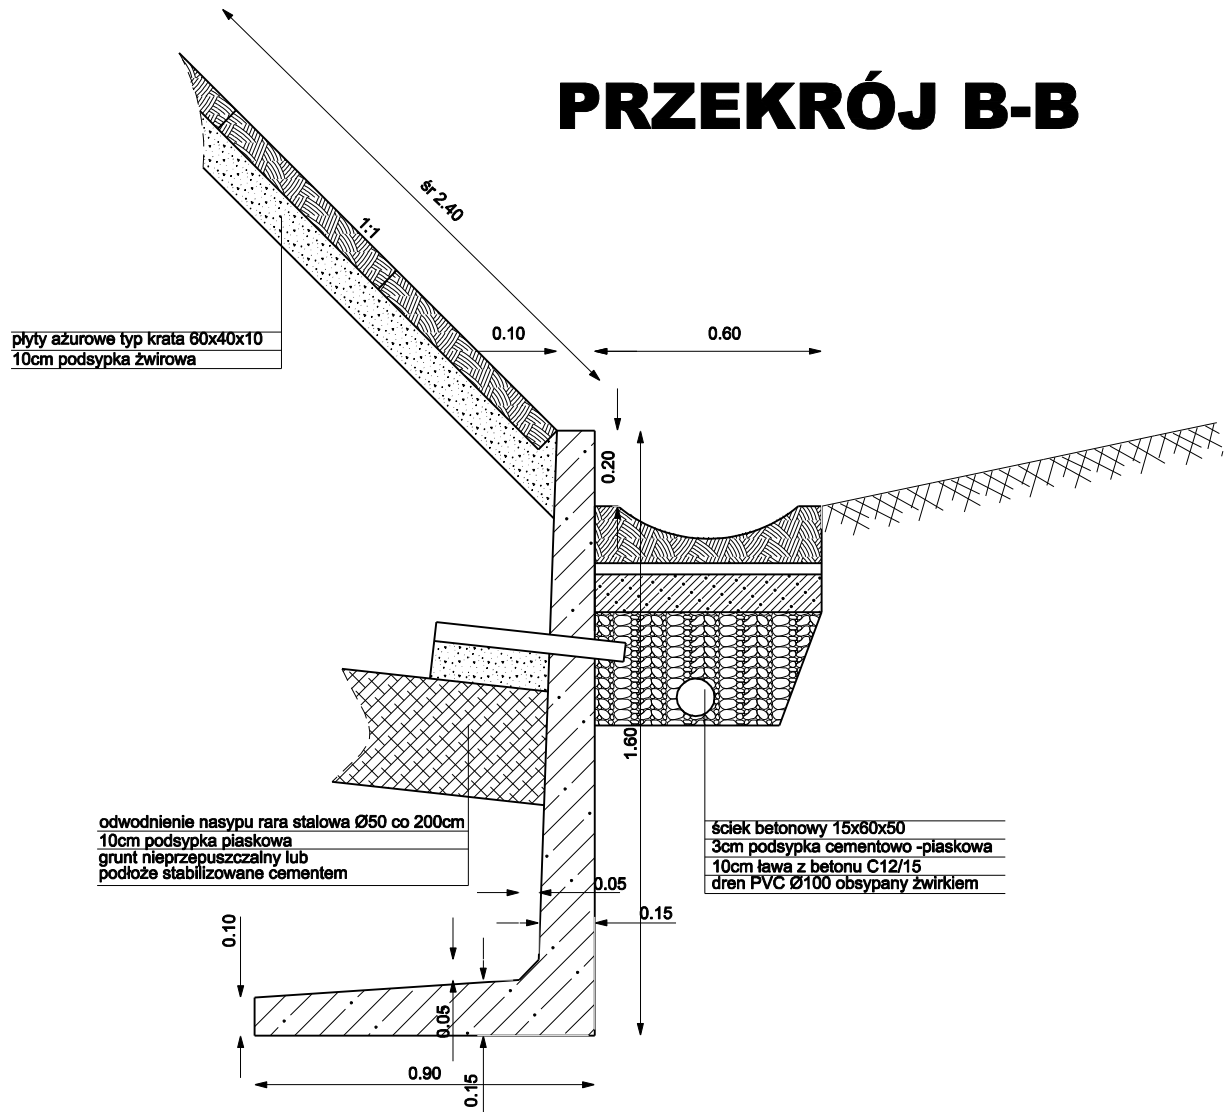 PRZEKRÓJ B-B
śr 2.40
1:1
0.10
0.60
płyty ażurowe typ krata 60x40x10
10cm podsypka żwirowa
0.20
1.60
odwodnienie nasypu rara stalowa Ø50 co 200cm
10cm podsypka piaskowa
grunt nieprzepuszczalny lub
podłoże stabilizowane cementem
ściek betonowy 15x60x50
3cm podsypka cementowo -piaskowa
10cm ława z betonu C12/15
dren PVC Ø100 obsypany żwirkiem
0.05
0.15
0.10
0.05
0.90
0.15